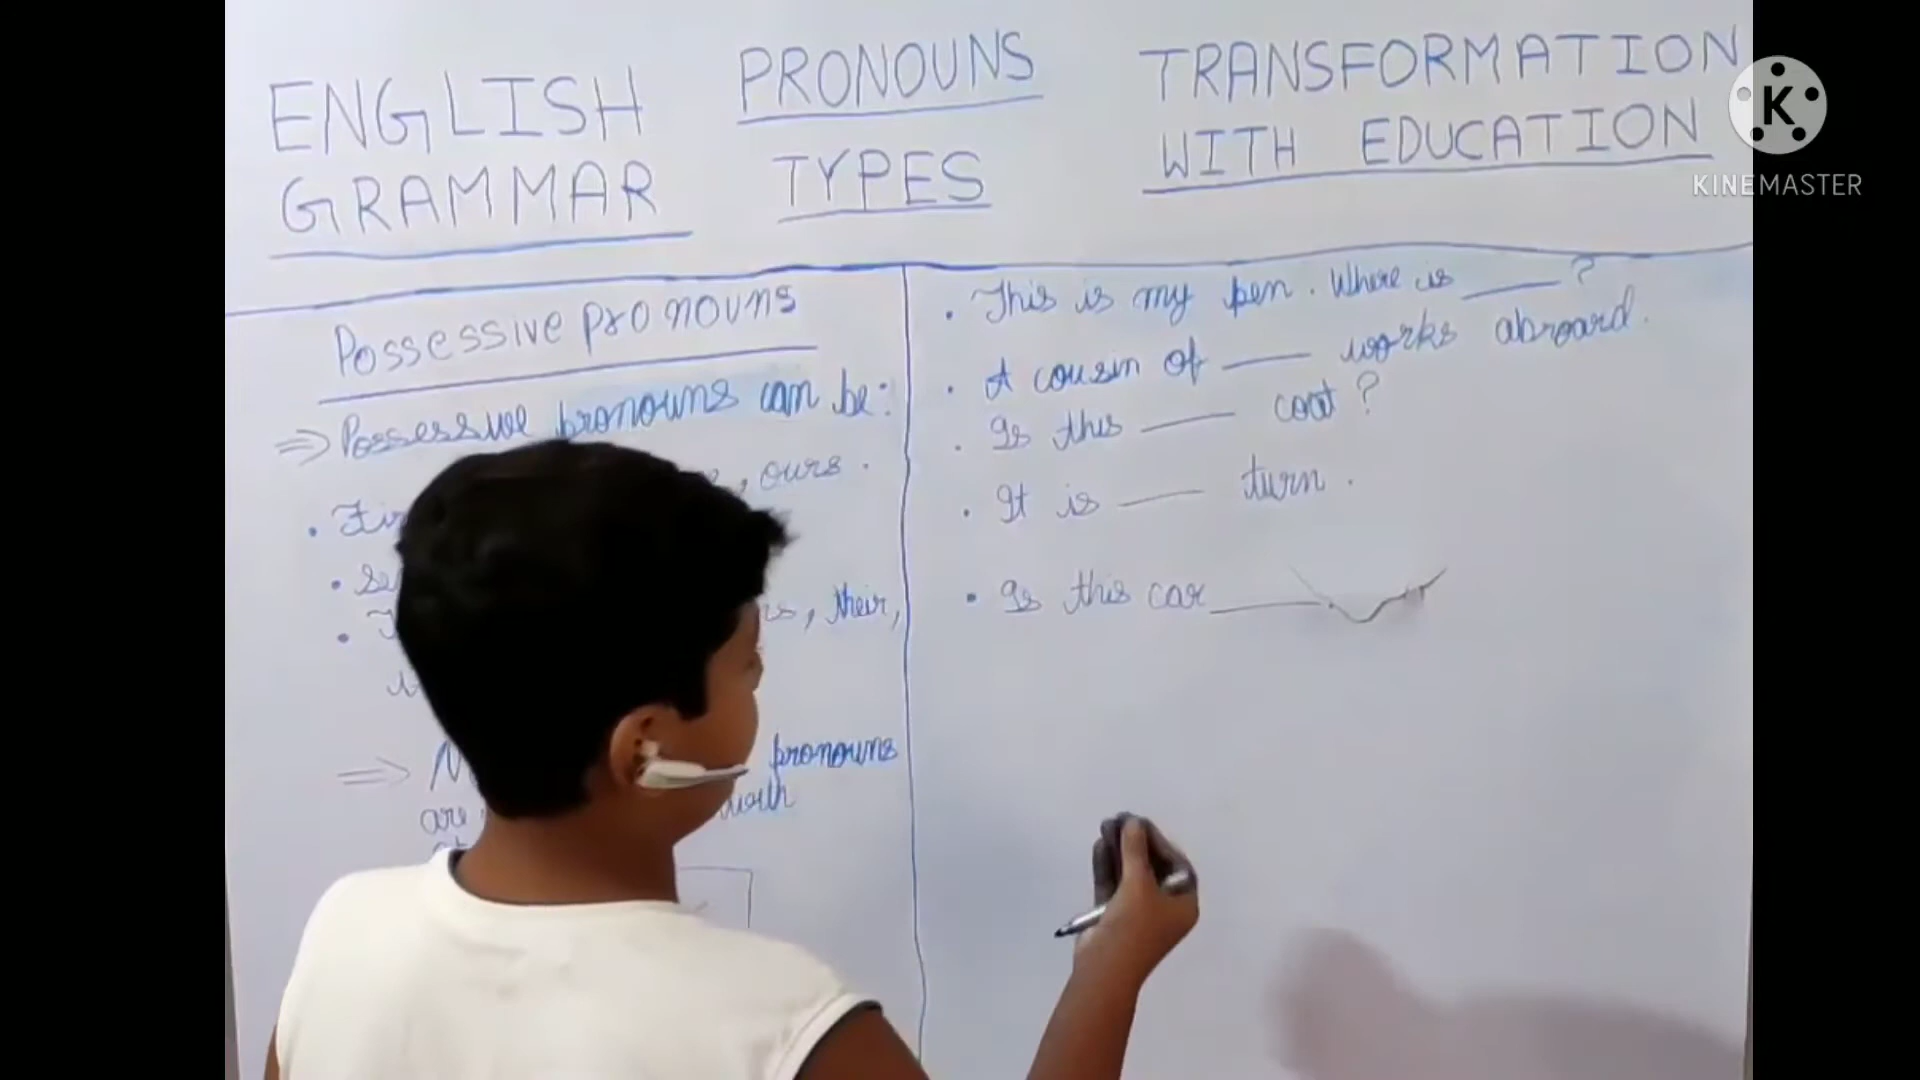 ENGLISH
GRAMMAR
PRONOUNS
TYPES
TRANSFORMATION
WITH EDUCATION
K
KINEMASTER
Possessive pronouns
⇒ Possessive pronouns can be:
, ours.
, their,
⇒ pronouns
are with
• This is my pen. Where is ____?
• A cousin of ____ works abroard.
• Is this ____ coat?
• It is ____ turn.
• Is this car ____.